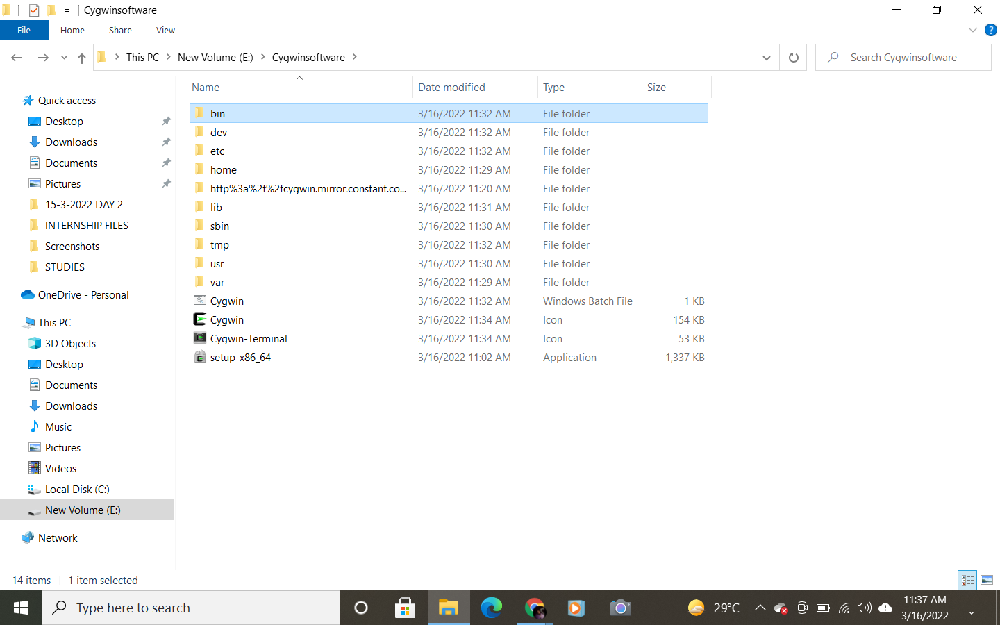 Cygwinsoftware
File Home Share View
This PC New Volume (E:) Cygwinsoftware
Search Cygwinsoftware
Name Date modified Type Size
Quick access
Desktop
Downloads
Documents
Pictures
15-3-2022 DAY 2
INTERNSHIP FILES
Screenshots
STUDIES
OneDrive - Personal
This PC
3D Objects
Desktop
Documents
Downloads
Music
Pictures
Videos
Local Disk (C:)
New Volume (E:)
Network
bin 3/16/2022 11:32 AM File folder
dev 3/16/2022 11:32 AM File folder
etc 3/16/2022 11:32 AM File folder
home 3/16/2022 11:29 AM File folder
http%3a%2f%2fcygwin.mirror.constant.co... 3/16/2022 11:20 AM File folder
lib 3/16/2022 11:31 AM File folder
sbin 3/16/2022 11:30 AM File folder
tmp 3/16/2022 11:32 AM File folder
usr 3/16/2022 11:30 AM File folder
var 3/16/2022 11:29 AM File folder
Cygwin 3/16/2022 11:32 AM Windows Batch File 1 KB
Cygwin 3/16/2022 11:34 AM Icon 154 KB
Cygwin-Terminal 3/16/2022 11:34 AM Icon 53 KB
setup-x86_64 3/16/2022 11:02 AM Application 1,337 KB
14 items 1 item selected
Type here to search
29°C
11:37 AM
3/16/2022